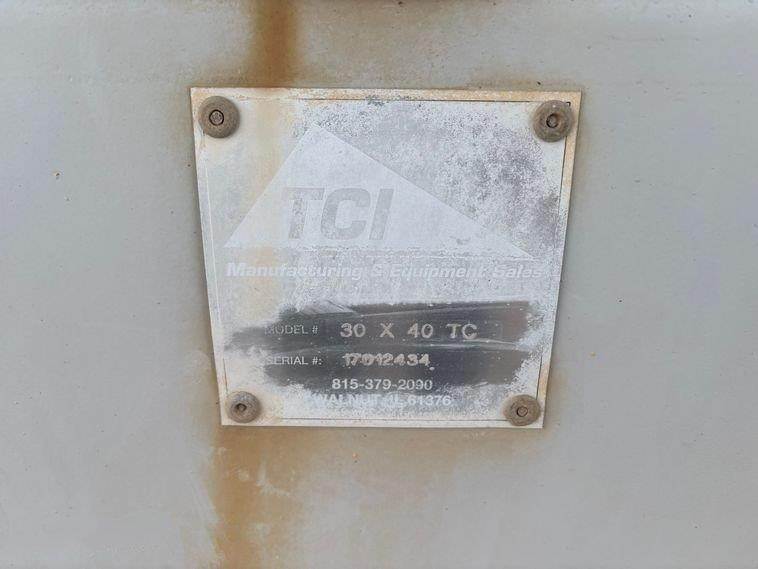 TCI
Manufacturing & Equipment Sales
MODEL # 30 X 40 TC
SERIAL #: 17012434
815-379-2090
WALNUT IL 61376